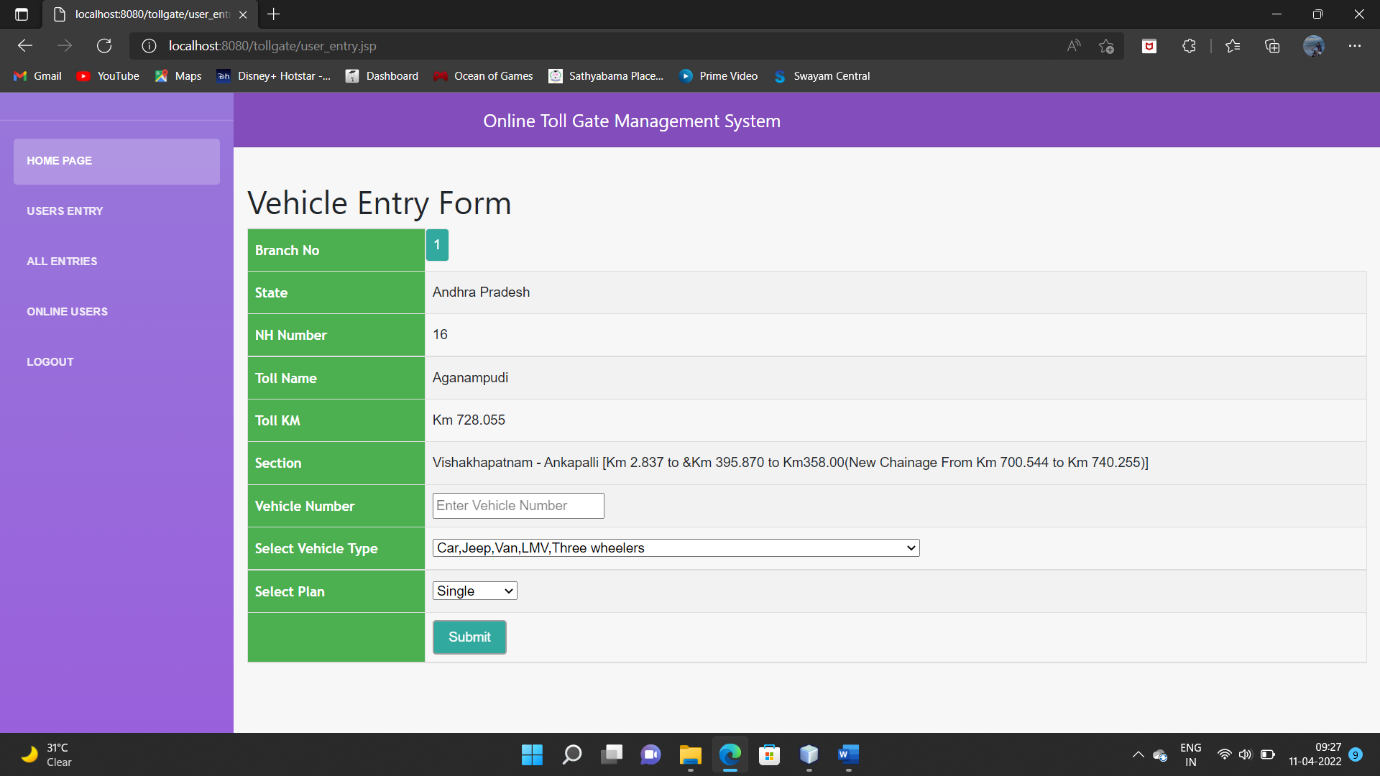 localhost:8080/tollgate/user_ent
localhost:8080/tollgate/user_entry.jsp
Gmail YouTube Maps Disney+ Hotstar -... Dashboard Ocean of Games Sathyabama Place... Prime Video Swayam Central
Online Toll Gate Management System
HOME PAGE
USERS ENTRY
ALL ENTRIES
ONLINE USERS
LOGOUT
Vehicle Entry Form
Branch No 1
State Andhra Pradesh
NH Number 16
Toll Name Aganampudi
Toll KM Km 728.055
Section Vishakhapatnam - Ankapalli [Km 2.837 to &Km 395.870 to Km358.00(New Chainage From Km 700.544 to Km 740.255)]
Vehicle Number Enter Vehicle Number
Select Vehicle Type Car,Jeep,Van,LMV,Three wheelers
Select Plan Single
Submit
31°C
Clear
ENG
IN
09:27
11-04-2022
9